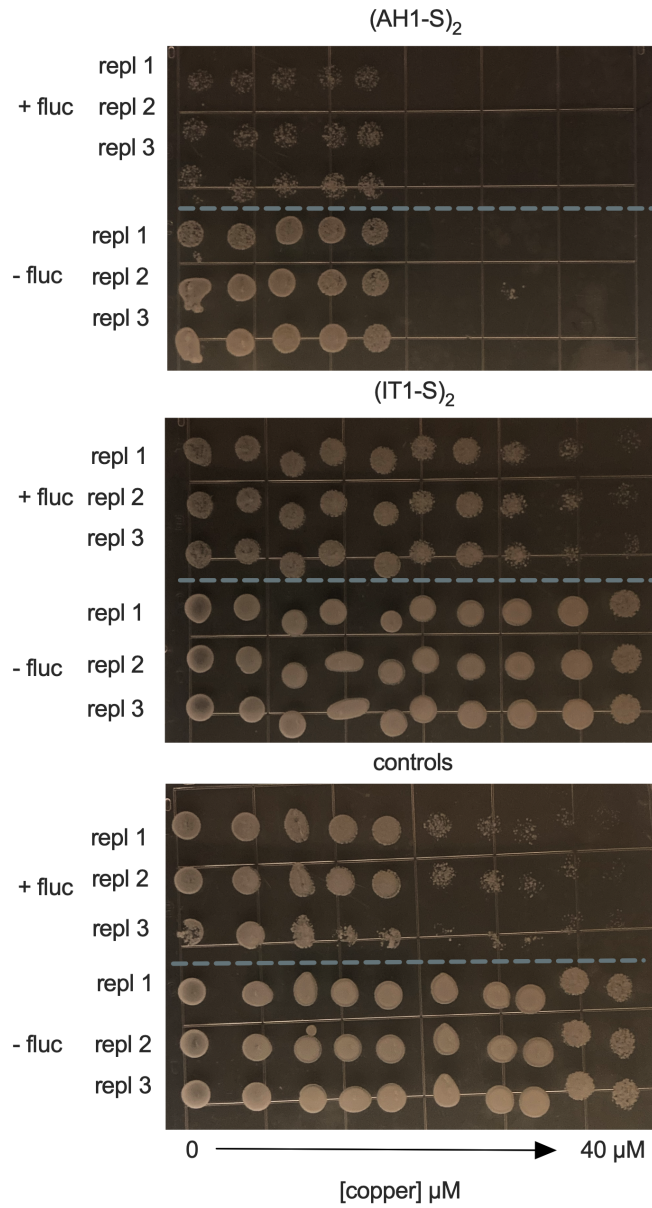 (AH1-S)2
repl 1
+ fluc repl 2
repl 3
repl 1
- fluc repl 2
repl 3
(IT1-S)2
repl 1
+ fluc repl 2
repl 3
repl 1
- fluc repl 2
repl 3
controls
repl 1
+ fluc repl 2
repl 3
repl 1
- fluc repl 2
repl 3
0 40 µM
[copper] µM